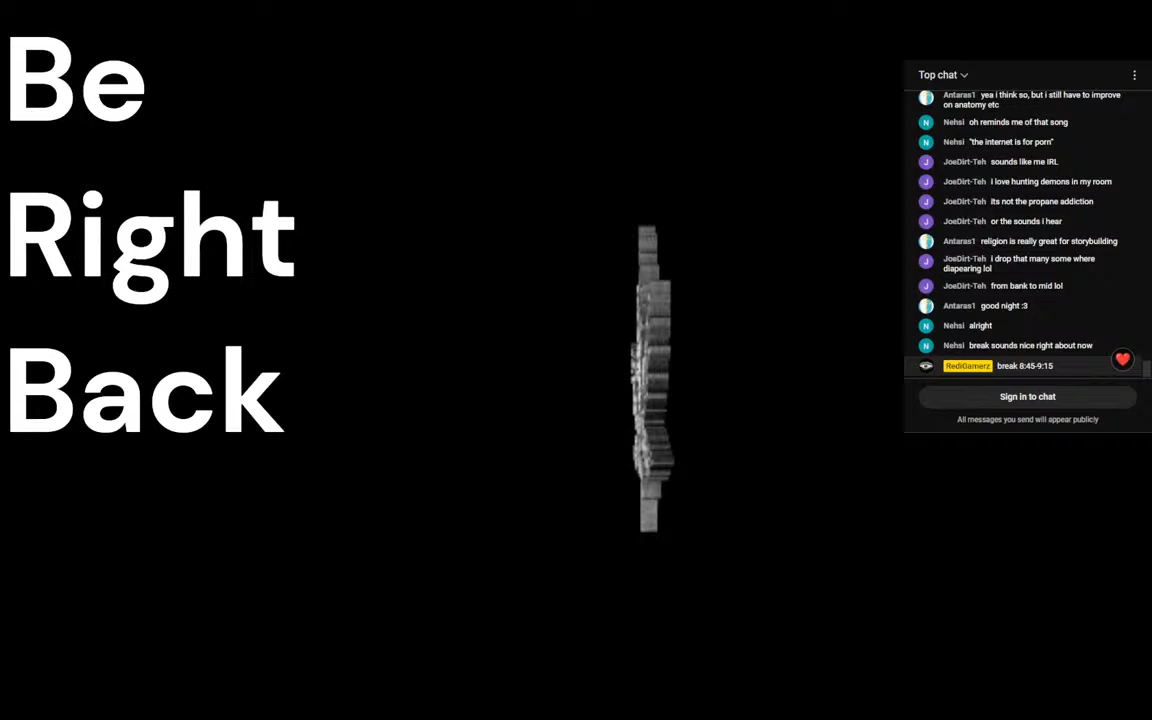 Be
Right
Back
Top chat
Antaras1 yea i think so, but i still have to improve
on anatomy etc
Nehsi oh reminds me of that song
Nehsi "the internet is for porn"
JoeDirt-Teh sounds like me IRL
JoeDirt-Teh i love hunting demons in my room
JoeDirt-Teh its not the propane addiction
JoeDirt-Teh or the sounds i hear
Antaras1 religion is really great for storybuilding
JoeDirt-Teh i drop that many some where
diapearing lol
JoeDirt-Teh from bank to mid lol
Antaras1 good night :3
Nehsi alright
Nehsi break sounds nice right about now
RediGamerz break 8:45-9:15
Sign in to chat
All messages you send will appear publicly